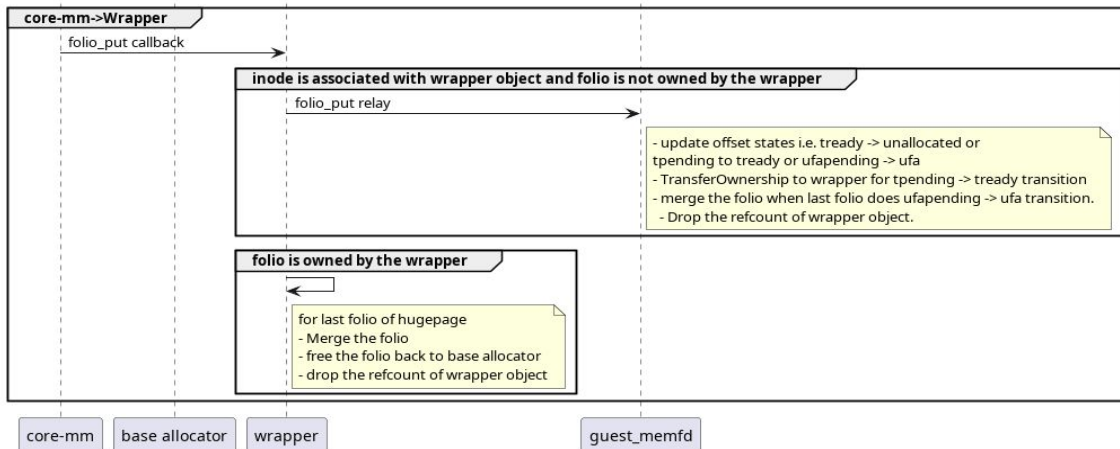 core-mm->Wrapper
folio_put callback
inode is associated with wrapper object and folio is not owned by the wrapper
folio_put relay
- update offset states i.e. tready -> unallocated or
tpending to tready or ufapending -> ufa
- TransferOwnership to wrapper for tpending -> tready transition
- merge the folio when last folio does ufapending -> ufa transition.
- Drop the refcount of wrapper object.
folio is owned by the wrapper
for last folio of hugepage
- Merge the folio
- free the folio back to base allocator
- drop the refcount of wrapper object
core-mm base allocator wrapper guest_memfd